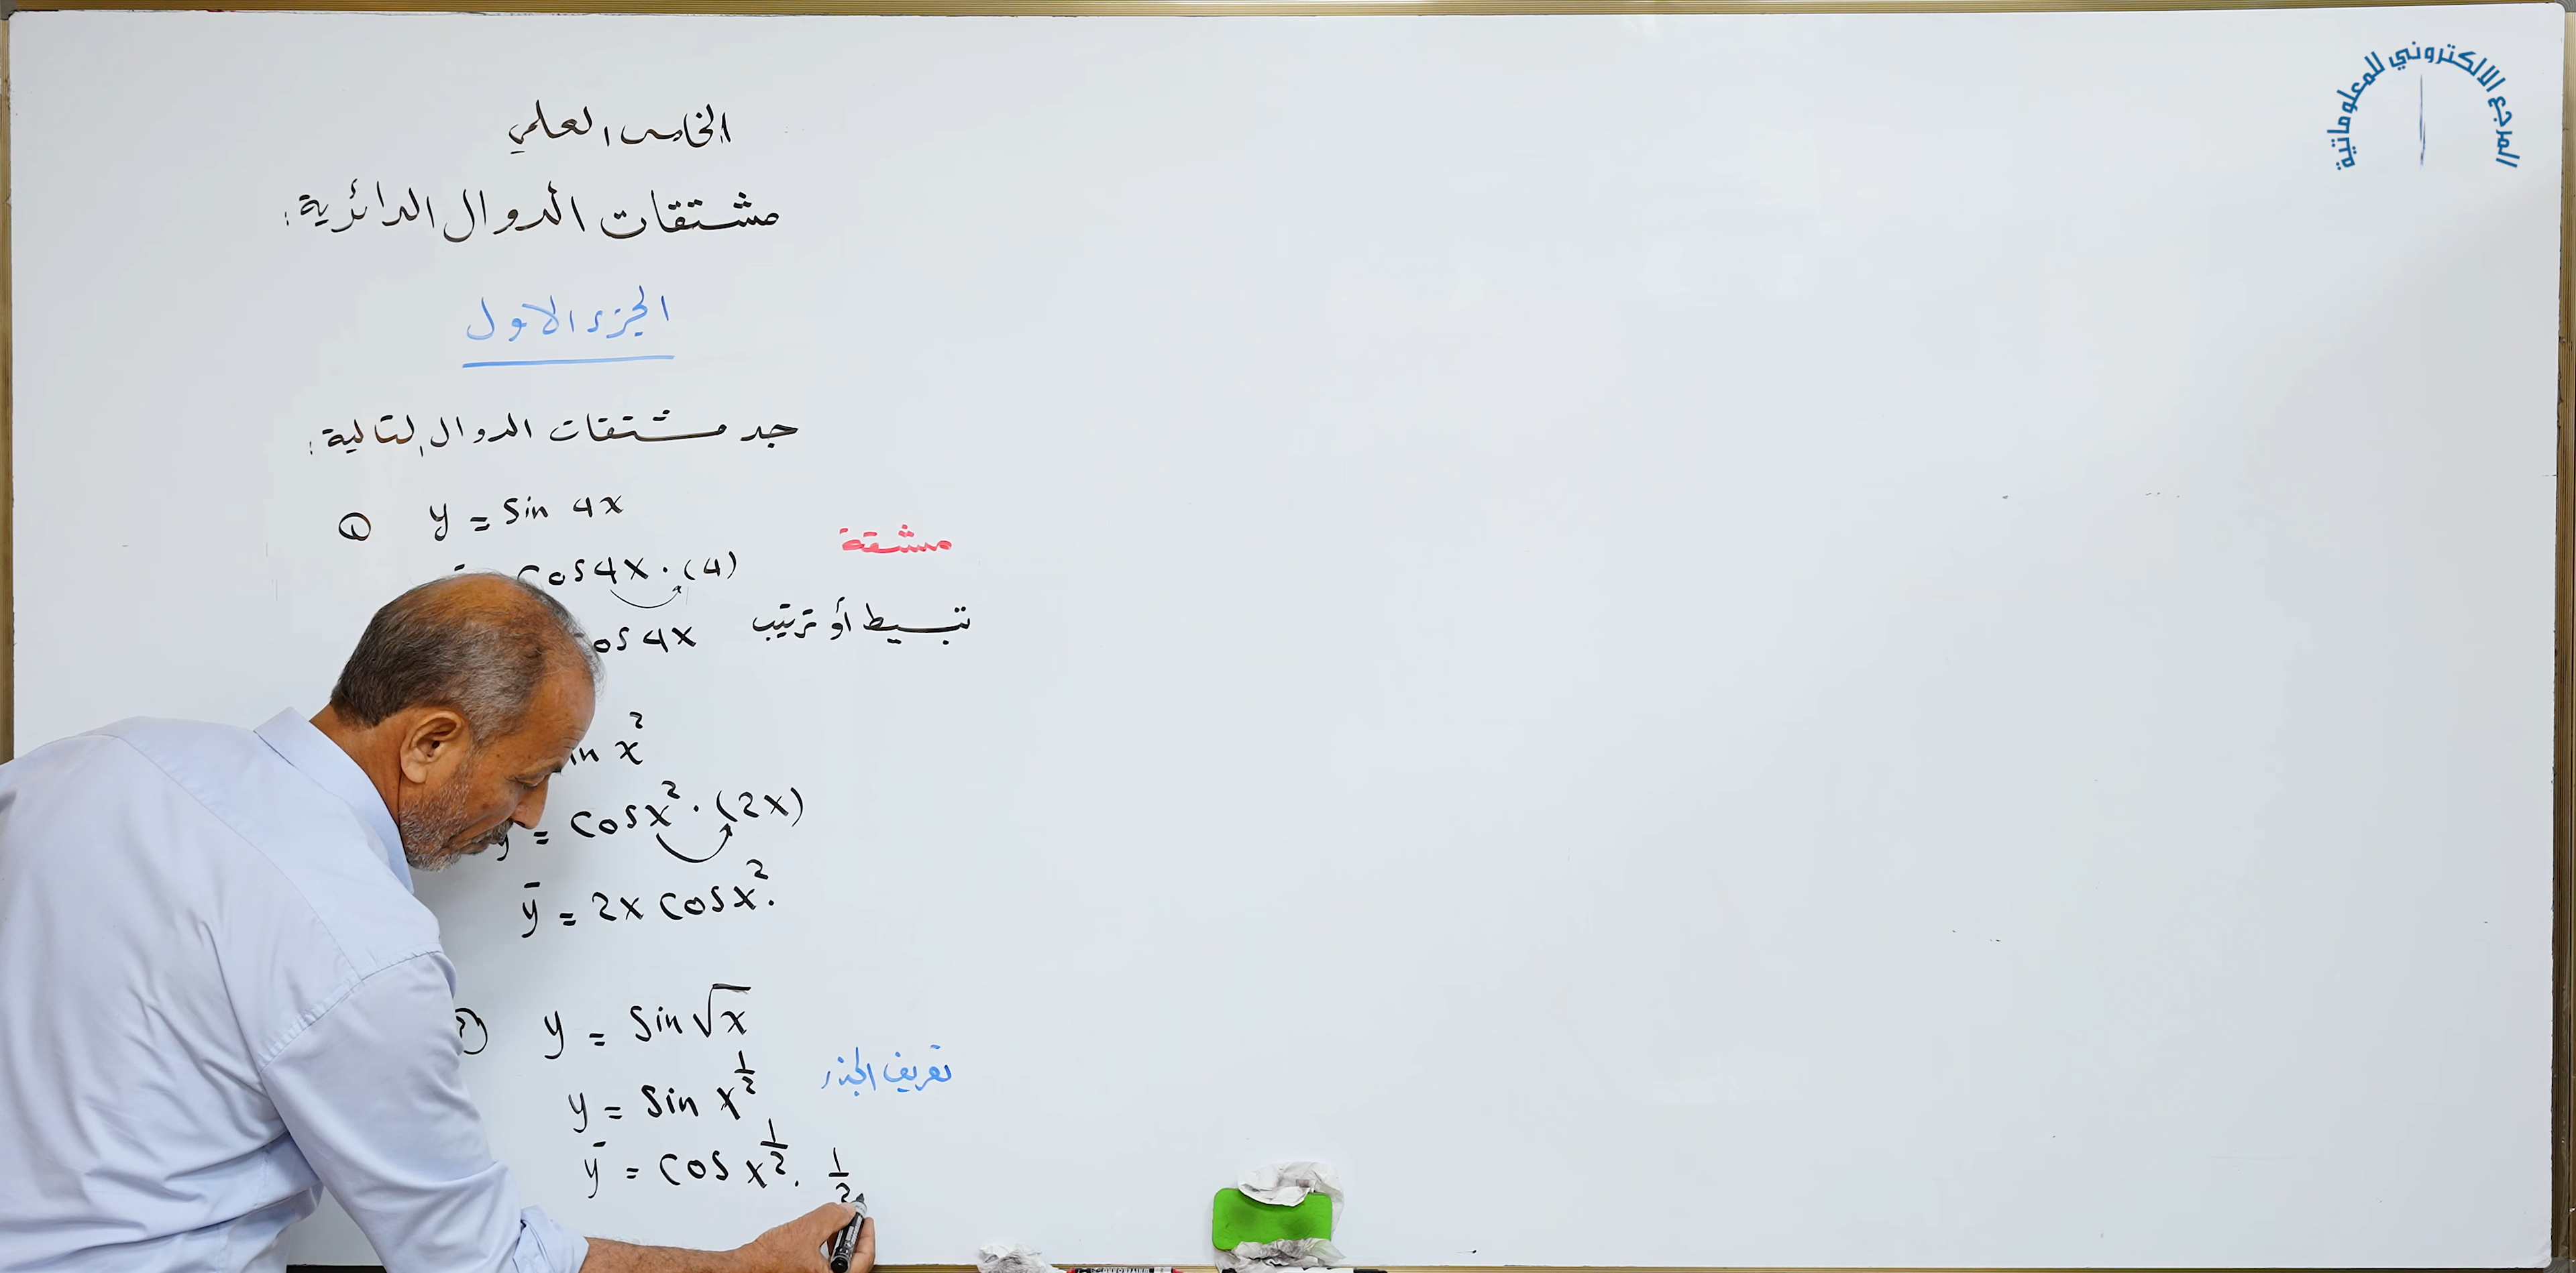 المرجع الالكتروني للمعلوماتية
الخامس العلمي
مشتقات الدوال الدائرية:
الجزء الاول
جد مشتقات الدوال التالية:
① y = Sin 4x
Cos4x · (4) مشتقة
os 4x تبسيط أو ترتيب
in x²
y = Cos x² · (2x)
ȳ = 2x Cos x².
y = Sin √x
y = Sin x^½ تعريف الجذر
ȳ = Cos x^½ · ½